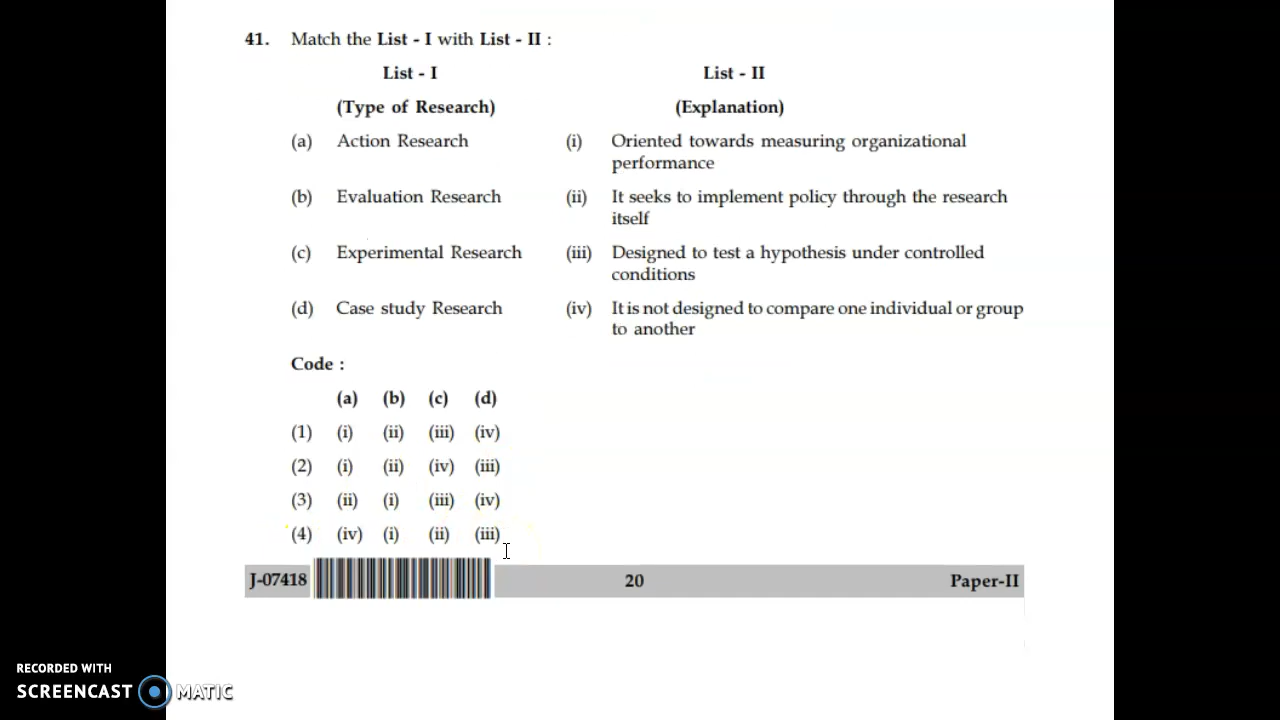 41. Match the List - I with List - II :
List - I List - II
(Type of Research) (Explanation)
(a) Action Research (i) Oriented towards measuring organizational
performance
(b) Evaluation Research (ii) It seeks to implement policy through the research
itself
(c) Experimental Research (iii) Designed to test a hypothesis under controlled
conditions
(d) Case study Research (iv) It is not designed to compare one individual or group
to another
Code :
(a) (b) (c) (d)
(1) (i) (ii) (iii) (iv)
(2) (i) (ii) (iv) (iii)
(3) (ii) (i) (iii) (iv)
(4) (iv) (i) (ii) (iii)
J-07418 20 Paper-II
RECORDED WITH
SCREENCAST MATIC